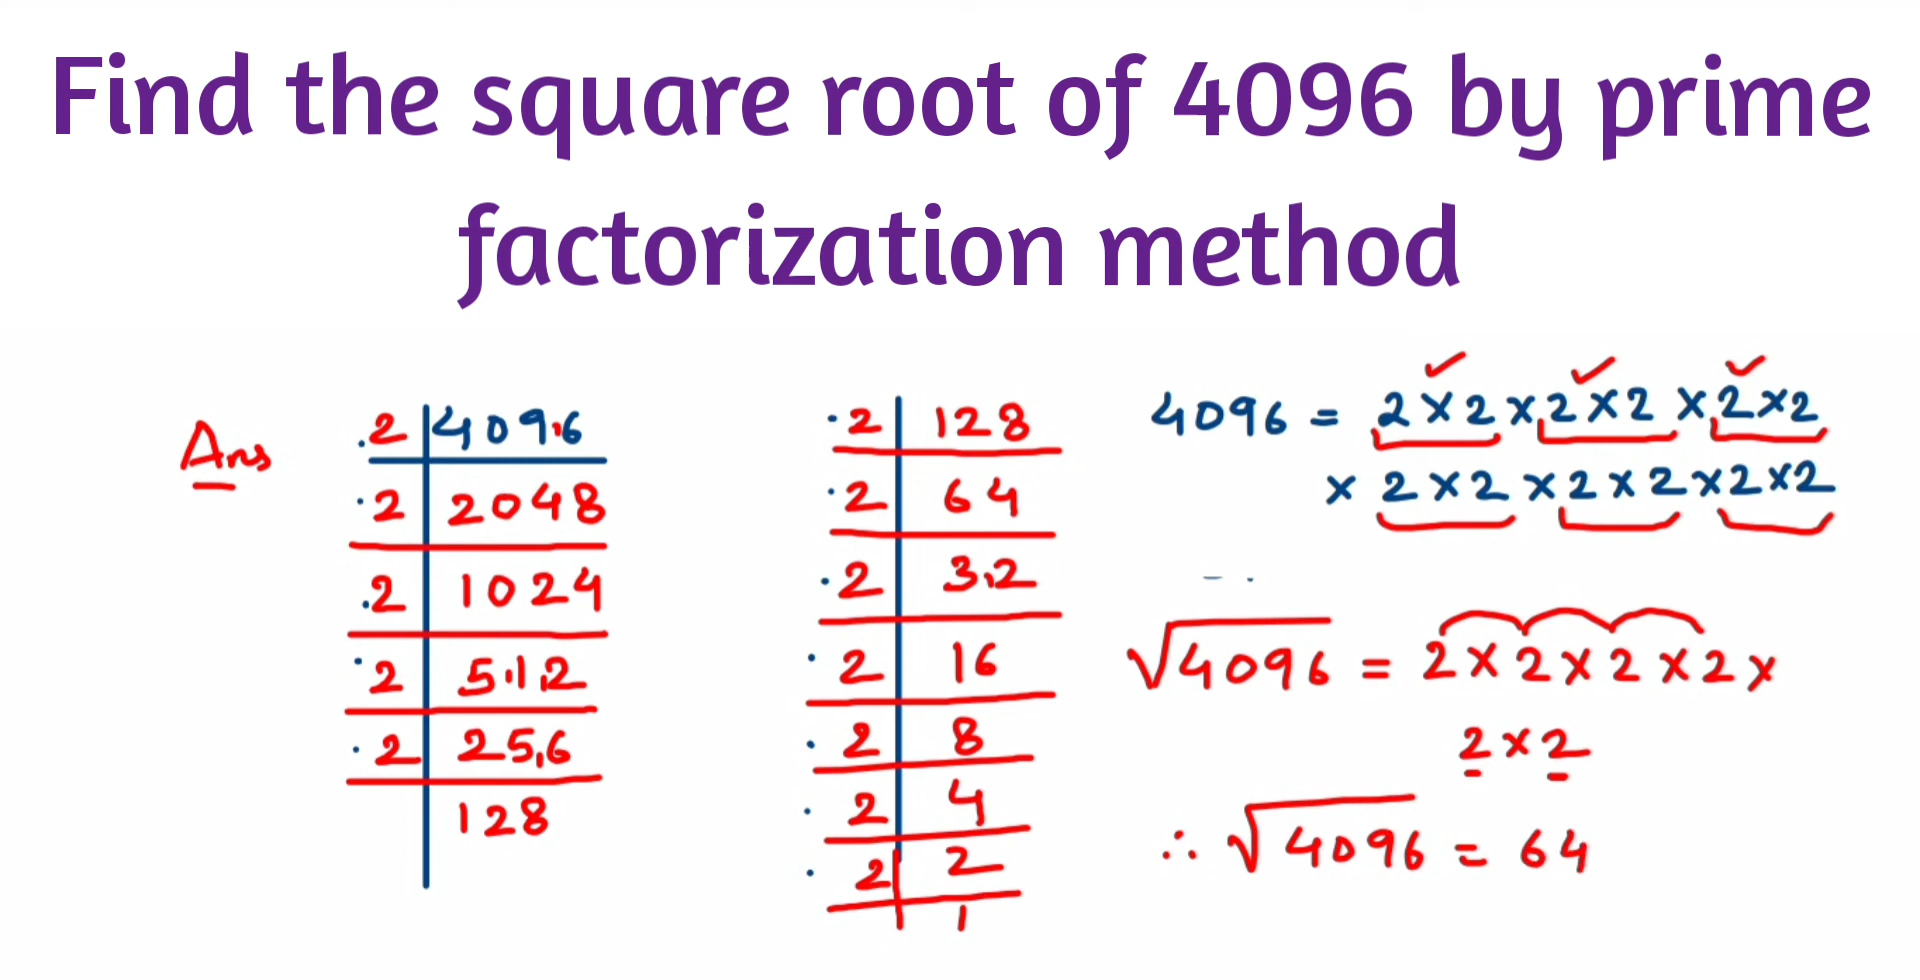 Find the square root of 4096 by prime
factorization method
Ans
2 | 4096
2 | 2048
2 | 1024
2 | 512
2 | 256
128
2 | 128
2 | 64
2 | 32
2 | 16
2 | 8
2 | 4
2 | 2
1
4096 = 2 × 2 × 2 × 2 × 2 × 2
× 2 × 2 × 2 × 2 × 2 × 2
√4096 = 2 × 2 × 2 × 2 ×
2 × 2
∴ √4096 = 64